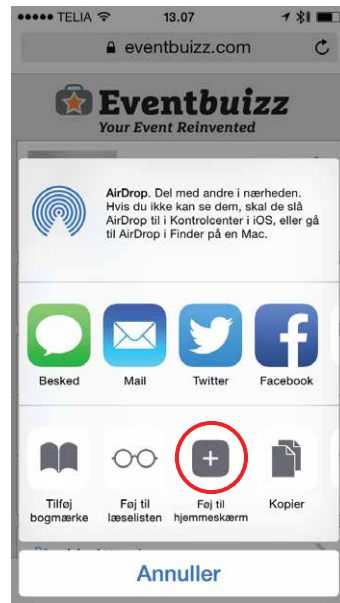 TELIA 13.07
eventbuizz.com
Eventbuizz
Your Event Reinvented
AirDrop. Del med andre i nærheden.
Hvis du ikke kan se dem, skal de slå
AirDrop til i Kontrolcenter i iOS, eller gå
til AirDrop i Finder på en Mac.
Besked Mail Twitter Facebook
Tilføj
bogmærke
Føj til
læselisten
Føj til
hjemmeskærm
Kopier
Annuller